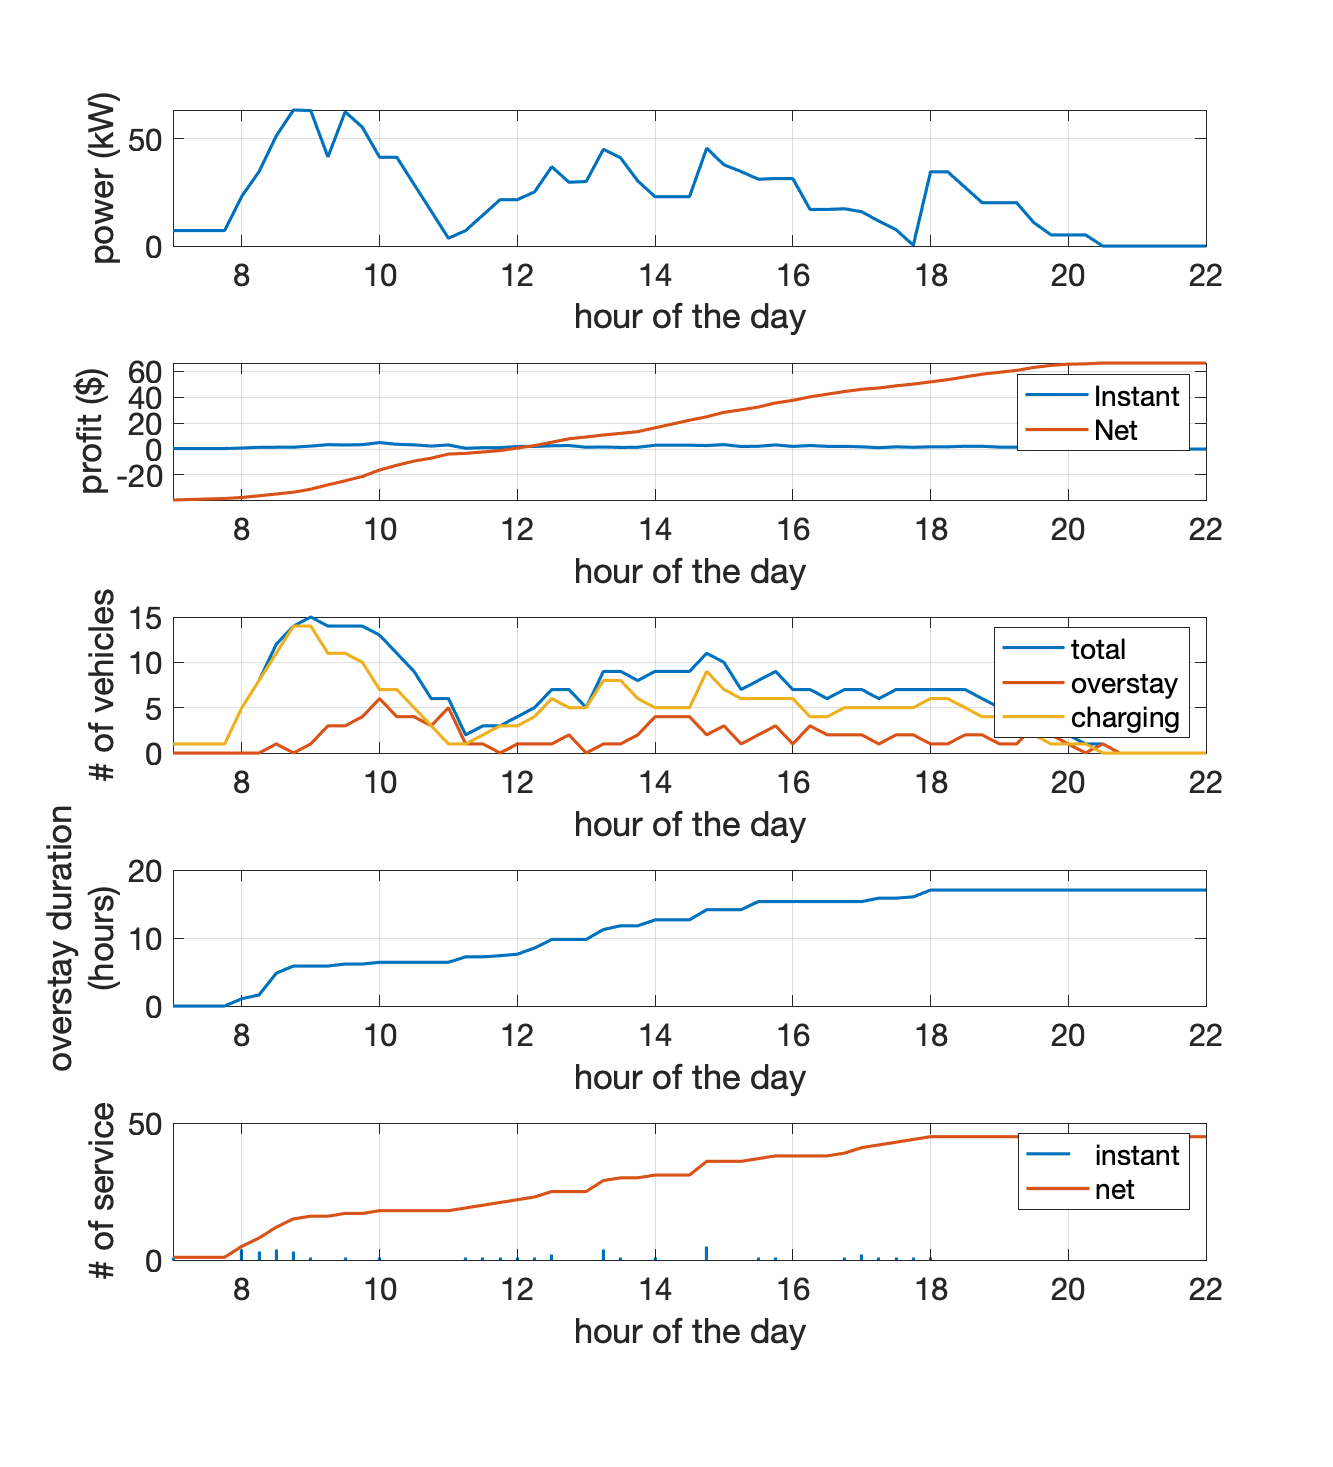 power (kW)
50
0
8 10 12 14 16 18 20 22
hour of the day
profit ($)
60
40
20
0
-20
Instant
Net
8 10 12 14 16 18 20 22
hour of the day
# of vehicles
15
10
5
0
total
overstay
charging
8 10 12 14 16 18 20 22
hour of the day
overstay duration
(hours)
20
10
0
8 10 12 14 16 18 20 22
hour of the day
# of service
50
0
instant
net
8 10 12 14 16 18 20 22
hour of the day